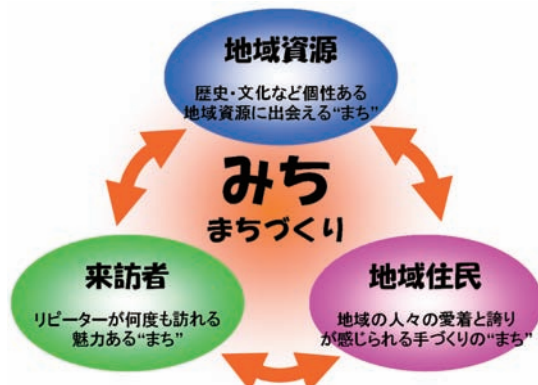 地域資源
歴史・文化など個性ある
地域資源に出会える“まち”
みち
まちづくり
来訪者
リピーターが何度も訪れる
魅力ある“まち”
地域住民
地域の人々の愛着と誇り
が感じられる手づくりの“まち”